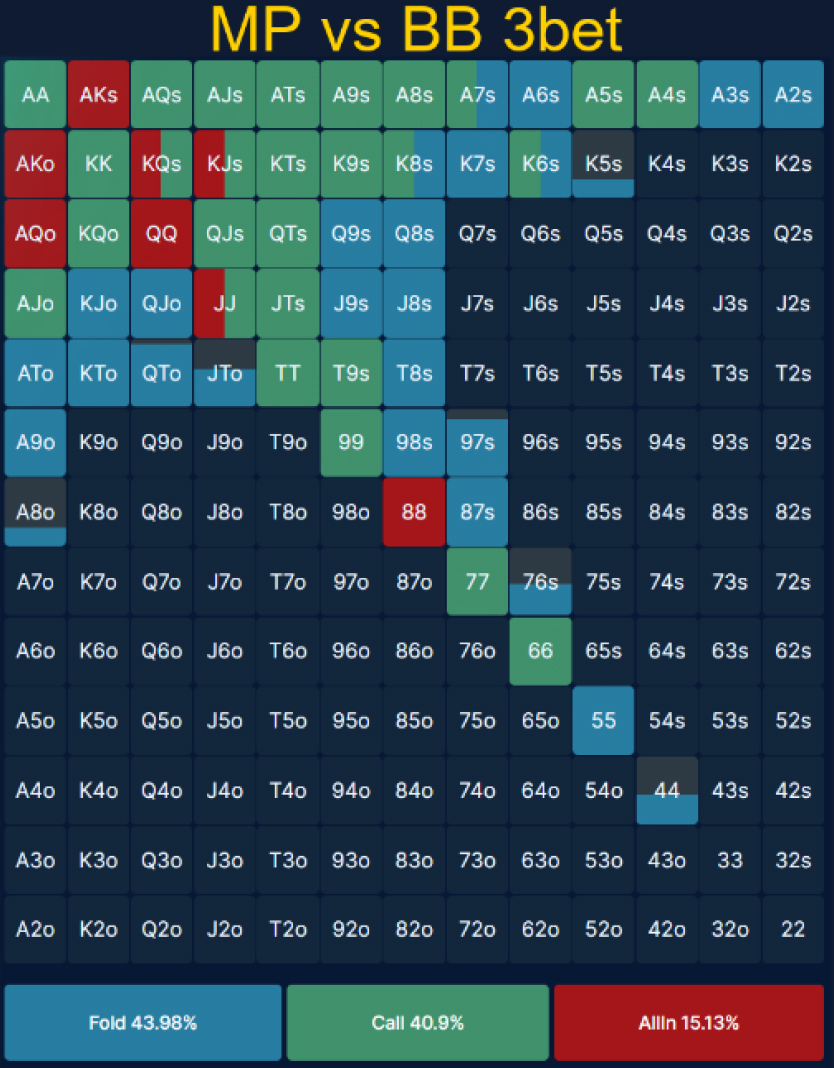 MP vs BB 3bet
AA AKs AQs AJs ATs A9s A8s A7s A6s A5s A4s A3s A2s
AKo KK KQs KJs KTs K9s K8s K7s K6s K5s K4s K3s K2s
AQo KQo QQ QJs QTs Q9s Q8s Q7s Q6s Q5s Q4s Q3s Q2s
AJo KJo QJo JJ JTs J9s J8s J7s J6s J5s J4s J3s J2s
ATo KTo QTo JTo TT T9s T8s T7s T6s T5s T4s T3s T2s
A9o K9o Q9o J9o T9o 99 98s 97s 96s 95s 94s 93s 92s
A8o K8o Q8o J8o T8o 98o 88 87s 86s 85s 84s 83s 82s
A7o K7o Q7o J7o T7o 97o 87o 77 76s 75s 74s 73s 72s
A6o K6o Q6o J6o T6o 96o 86o 76o 66 65s 64s 63s 62s
A5o K5o Q5o J5o T5o 95o 85o 75o 65o 55 54s 53s 52s
A4o K4o Q4o J4o T4o 94o 84o 74o 64o 54o 44 43s 42s
A3o K3o Q3o J3o T3o 93o 83o 73o 63o 53o 43o 33 32s
A2o K2o Q2o J2o T2o 92o 82o 72o 62o 52o 42o 32o 22
Fold 43.98% Call 40.9% AllIn 15.13%